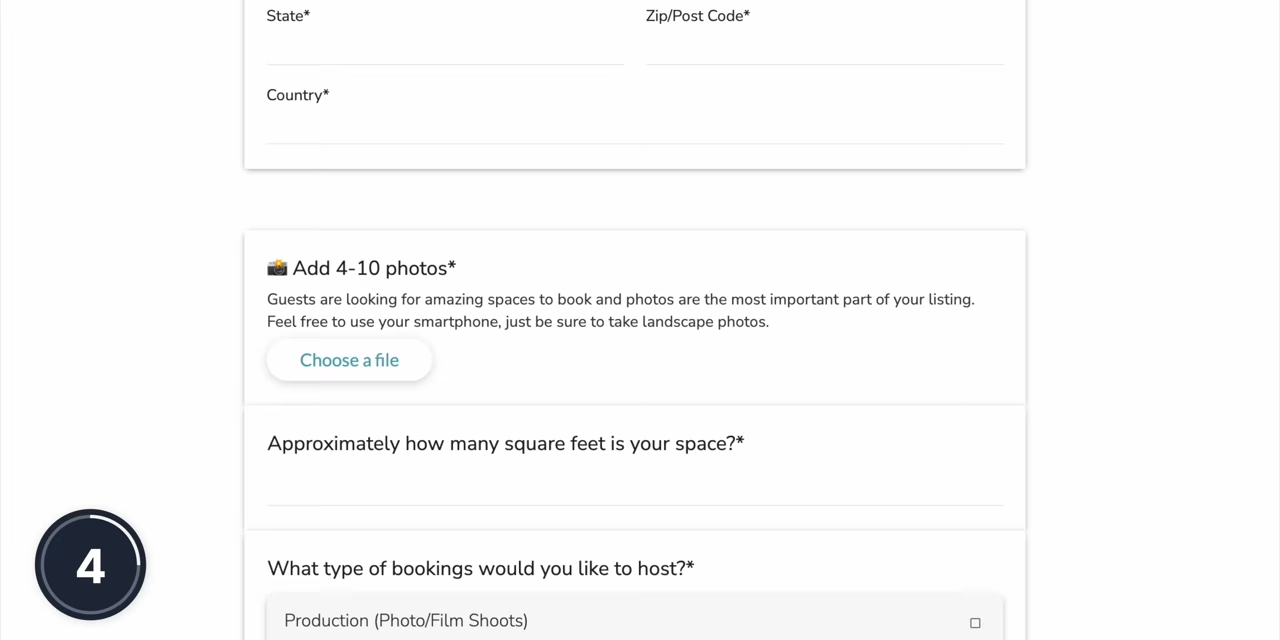 State*
Zip/Post Code*
Country*
📸 Add 4-10 photos*
Guests are looking for amazing spaces to book and photos are the most important part of your listing.
Feel free to use your smartphone, just be sure to take landscape photos.
Choose a file
Approximately how many square feet is your space?*
4
What type of bookings would you like to host?*
Production (Photo/Film Shoots)